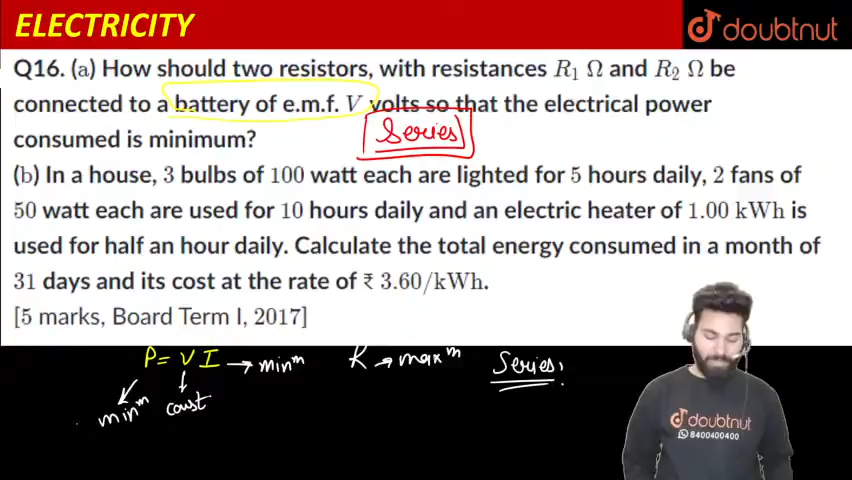 ELECTRICITY
doubtnut
Q16. (a) How should two resistors, with resistances R₁ Ω and R₂ Ω be
connected to a battery of e.m.f. V volts so that the electrical power
consumed is minimum?
Series
(b) In a house, 3 bulbs of 100 watt each are lighted for 5 hours daily, 2 fans of
50 watt each are used for 10 hours daily and an electric heater of 1.00 kWh is
used for half an hour daily. Calculate the total energy consumed in a month of
31 days and its cost at the rate of ₹ 3.60/kWh.
[5 marks, Board Term I, 2017]
P = V I → minᵐ R → maxᵐ Series:
minᵐ const
doubtnut
8400400400